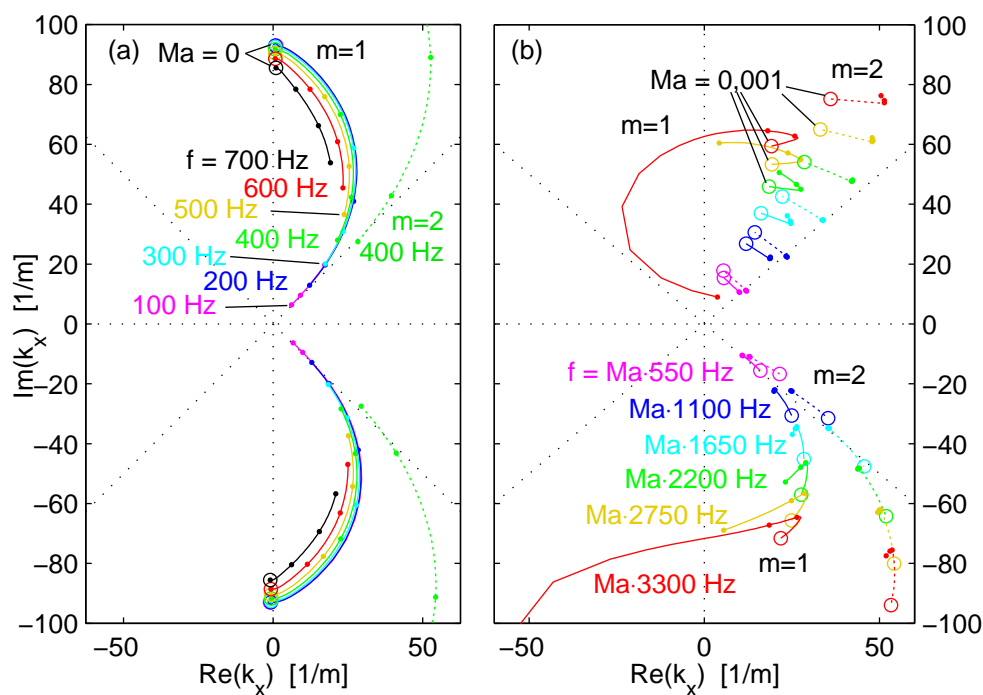 100
80
60
40
20
0
−20
−40
−60
−80
−100
Im(k_x) [1/m]
(a)
m=1
Ma = 0
f = 700 Hz
600 Hz
500 Hz
400 Hz
300 Hz
200 Hz
100 Hz
m=2
400 Hz
−50
0
50
Re(k_x) [1/m]
(b)
m=2
Ma = 0.001
m=1
f = Ma·550 Hz
m=2
Ma·1100 Hz
Ma·1650 Hz
Ma·2200 Hz
Ma·2750 Hz
m=1
Ma·3300 Hz
100
80
60
40
20
0
−20
−40
−60
−80
−100
−50
0
50
Re(k_x) [1/m]